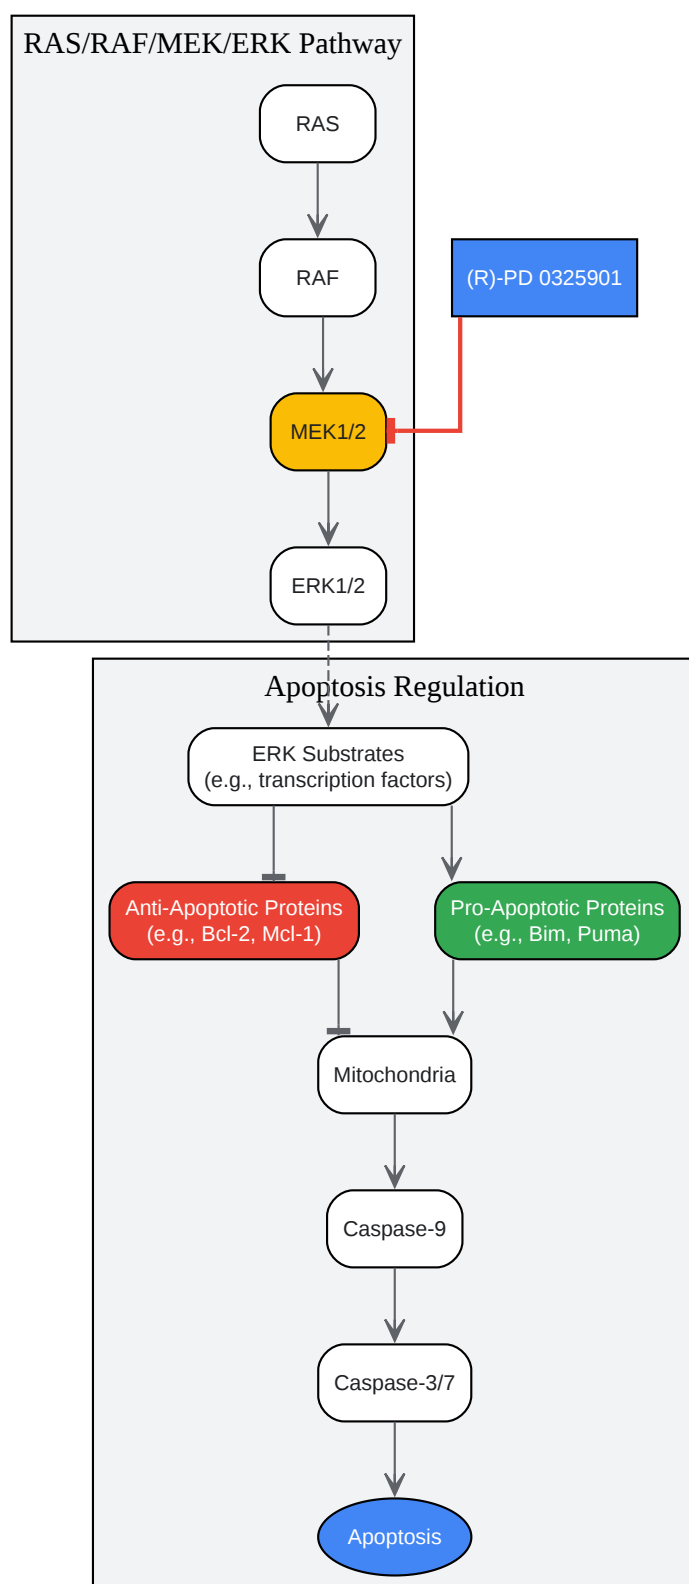 RAS/RAF/MEK/ERK Pathway
RAS
RAF
(R)-PD 0325901
MEK1/2
ERK1/2
Apoptosis Regulation
ERK Substrates
(e.g., transcription factors)
Anti-Apoptotic Proteins
(e.g., Bcl-2, Mcl-1)
Pro-Apoptotic Proteins
(e.g., Bim, Puma)
Mitochondria
Caspase-9
Caspase-3/7
Apoptosis